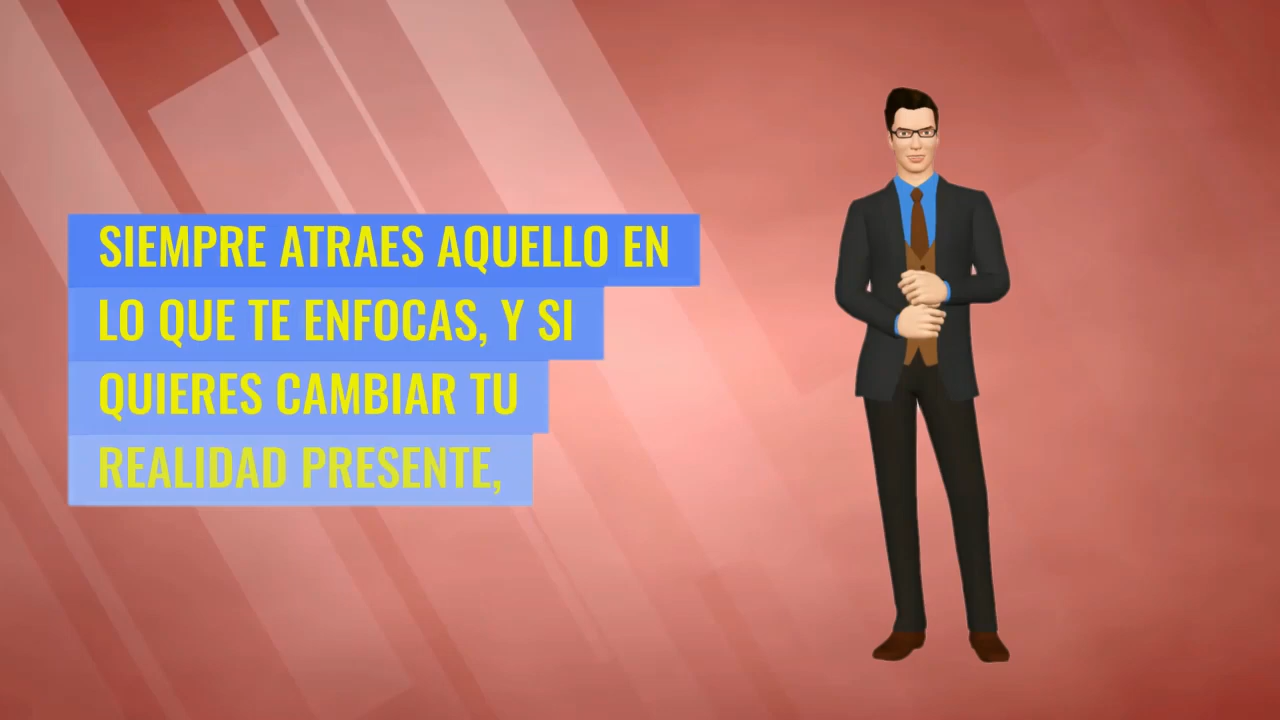 SIEMPRE ATRAES AQUELLO EN
LO QUE TE ENFOCAS, Y SI
QUIERES CAMBIAR TU
REALIDAD PRESENTE,